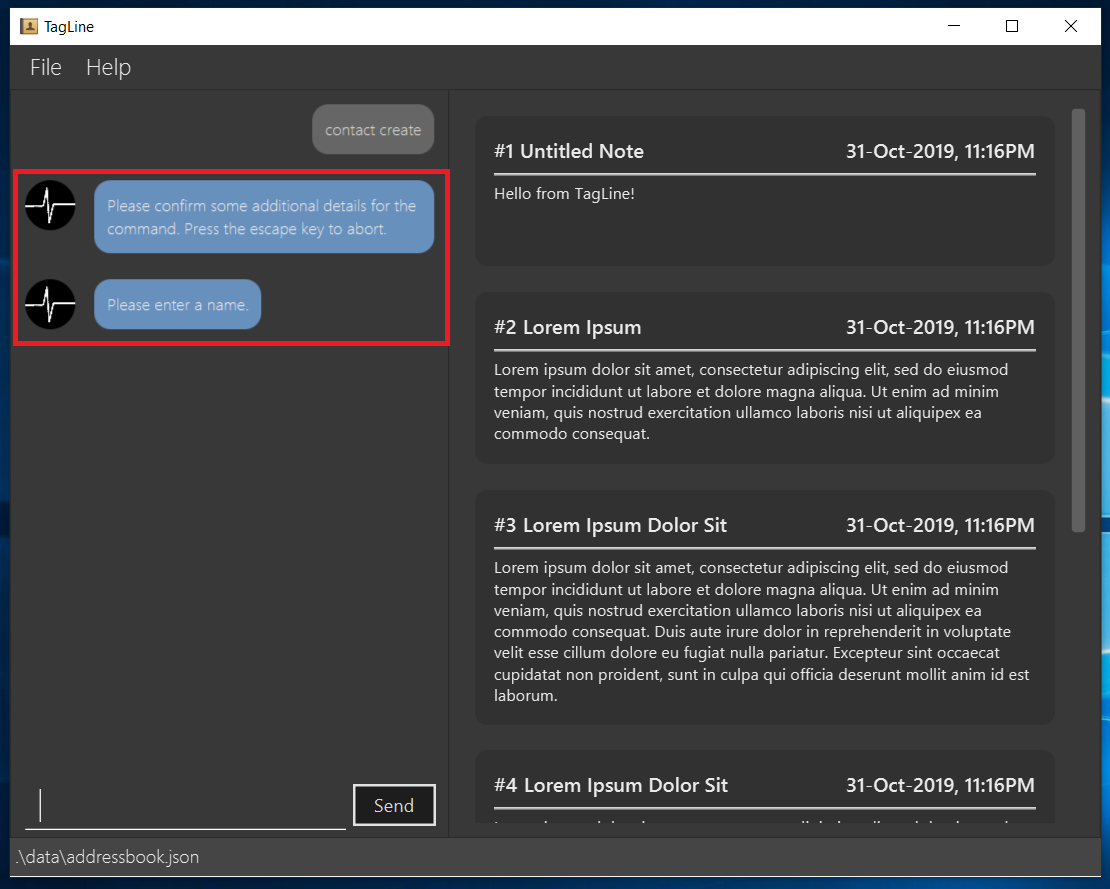 TagLine
File Help
contact create
Please confirm some additional details for the
command. Press the escape key to abort.
Please enter a name.
Send
#1 Untitled Note 31-Oct-2019, 11:16PM
Hello from TagLine!
#2 Lorem Ipsum 31-Oct-2019, 11:16PM
Lorem ipsum dolor sit amet, consectetur adipiscing elit, sed do eiusmod
tempor incididunt ut labore et dolore magna aliqua. Ut enim ad minim
veniam, quis nostrud exercitation ullamco laboris nisi ut aliquipex ea
commodo consequat.
#3 Lorem Ipsum Dolor Sit 31-Oct-2019, 11:16PM
Lorem ipsum dolor sit amet, consectetur adipiscing elit, sed do eiusmod
tempor incididunt ut labore et dolore magna aliqua. Ut enim ad minim
veniam, quis nostrud exercitation ullamco laboris nisi ut aliquipex ea
commodo consequat. Duis aute irure dolor in reprehenderit in voluptate
velit esse cillum dolore eu fugiat nulla pariatur. Excepteur sint occaecat
cupidatat non proident, sunt in culpa qui officia deserunt mollit anim id est
laborum.
#4 Lorem Ipsum Dolor Sit 31-Oct-2019, 11:16PM
.\data\addressbook.json